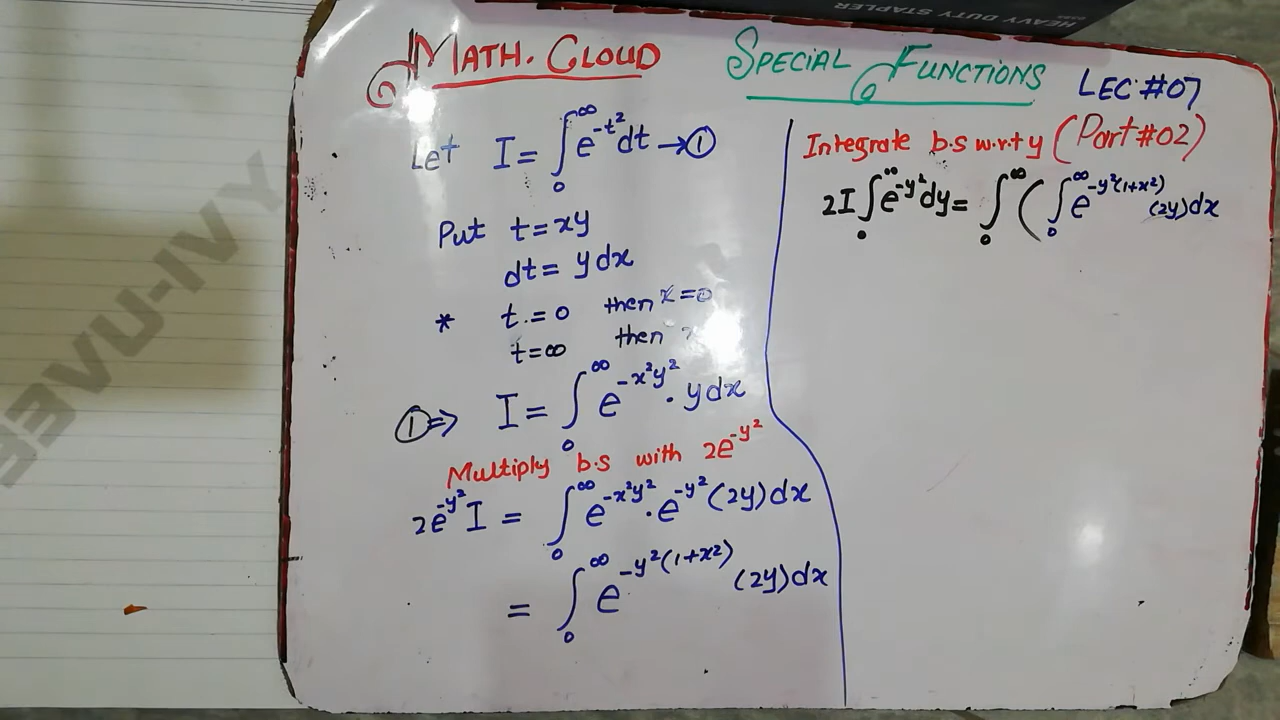 HEAVY DUTY STAPLER
MATH. CLOUD
SPECIAL FUNCTIONS
LEC #07
Let I = ∫₀^∞ e^{-t²} dt → ①
Put t = xy
dt = y dx
* t = 0 then x = 0
t = ∞ then
① ⇒ I = ∫₀^∞ e^{-x²y²} · y dx
Multiply b.s with 2e^{-y²}
2e^{-y²} I = ∫₀^∞ e^{-x²y²} · e^{-y²} (2y) dx
= ∫₀^∞ e^{-y²(1+x²)} (2y) dx
Integrate b.s w.r.t y (Part #02)
2I ∫₀^∞ e^{-y²} dy = ∫₀^∞ ( ∫₀^∞ e^{-y²(1+x²)} (2y) dx